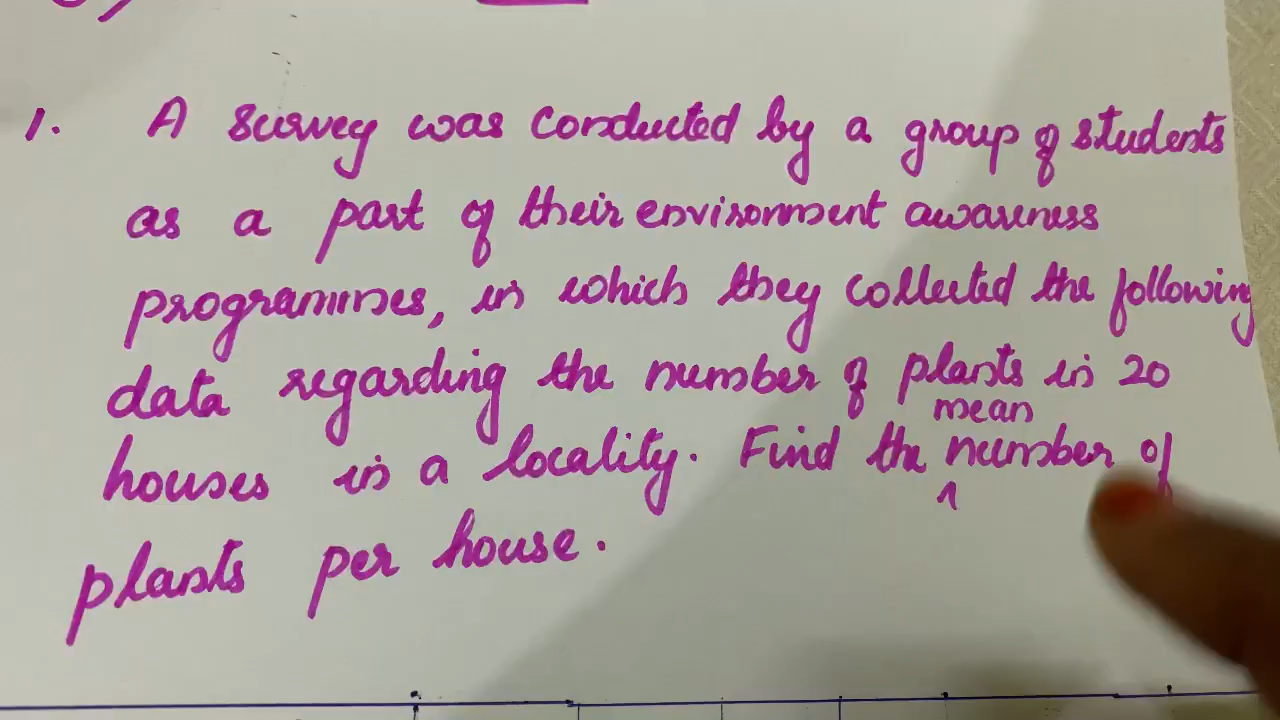 1. A survey was conducted by a group of students
as a part of their environment awareness
programmes, in which they collected the following
data regarding the number of plants in 20
mean
houses in a locality. Find the ^ number of
plants per house.